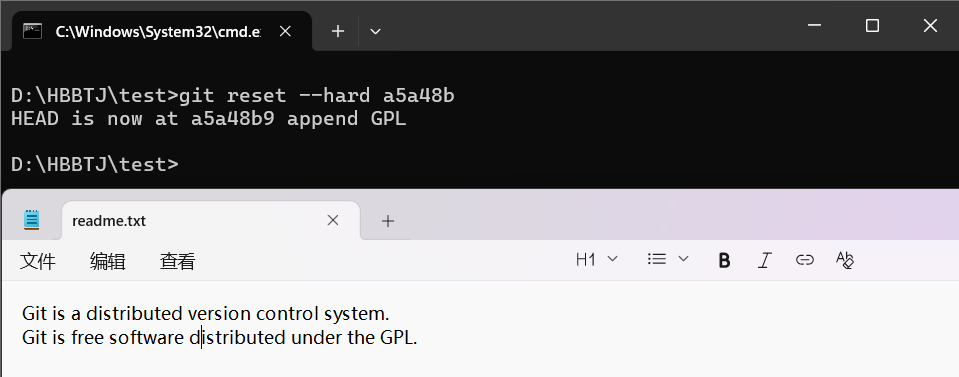 C:\Windows\System32\cmd.e
D:\HBBTJ\test>git reset --hard a5a48b
HEAD is now at a5a48b9 append GPL
D:\HBBTJ\test>
readme.txt
文件 编辑 查看 H1 B I
Git is a distributed version control system.
Git is free software distributed under the GPL.